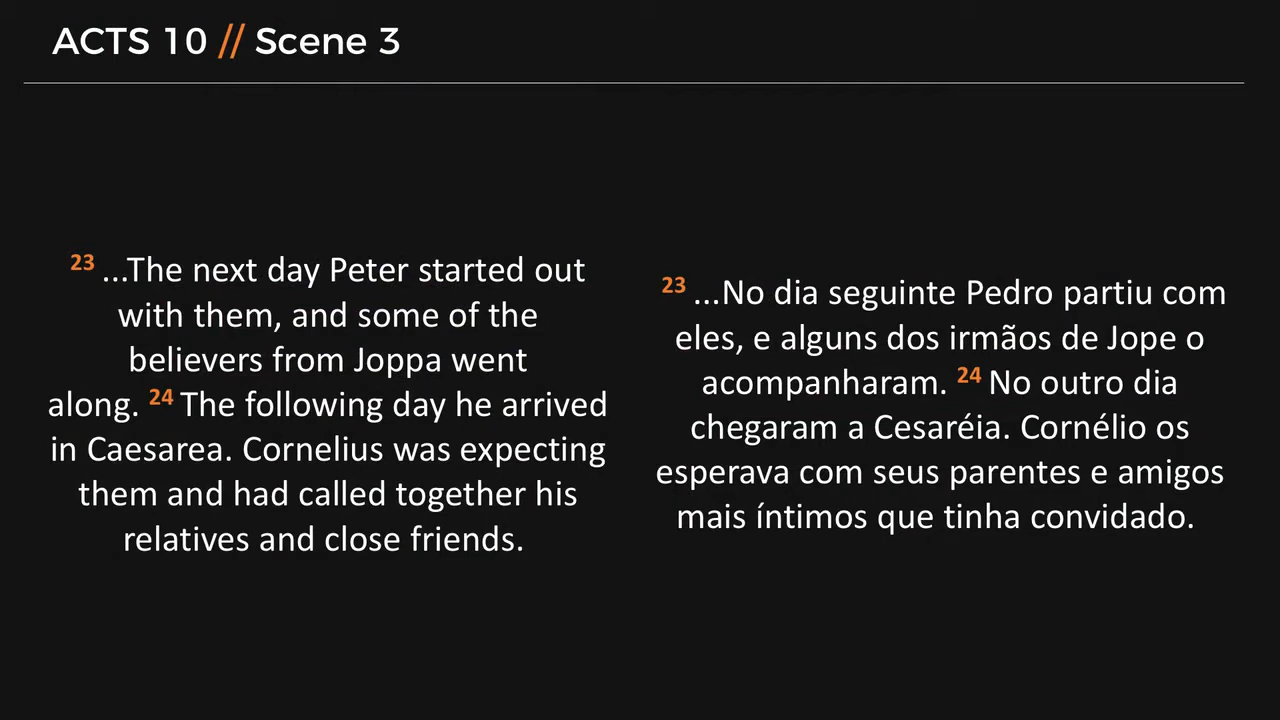 ACTS 10 // Scene 3
23 ...The next day Peter started out
with them, and some of the
believers from Joppa went
along. 24 The following day he arrived
in Caesarea. Cornelius was expecting
them and had called together his
relatives and close friends.
23 ...No dia seguinte Pedro partiu com
eles, e alguns dos irmãos de Jope o
acompanharam. 24 No outro dia
chegaram a Cesaréia. Cornélio os
esperava com seus parentes e amigos
mais íntimos que tinha convidado.